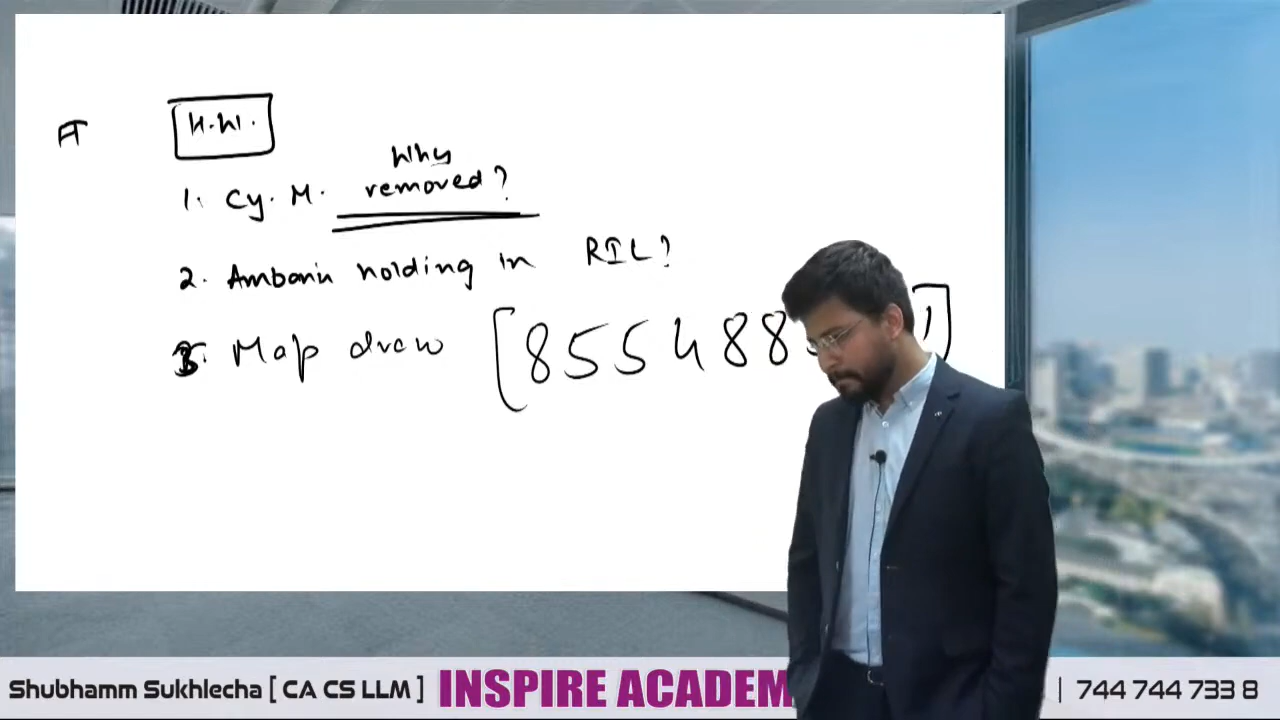 H.W.
Why
1. Cy. M. removed?
2. Ambani holding in RIL?
3. Map draw [855488 1]
Shubhamm Sukhlecha [ CA CS LLM ] INSPIRE ACADEM | 744 744 733 8